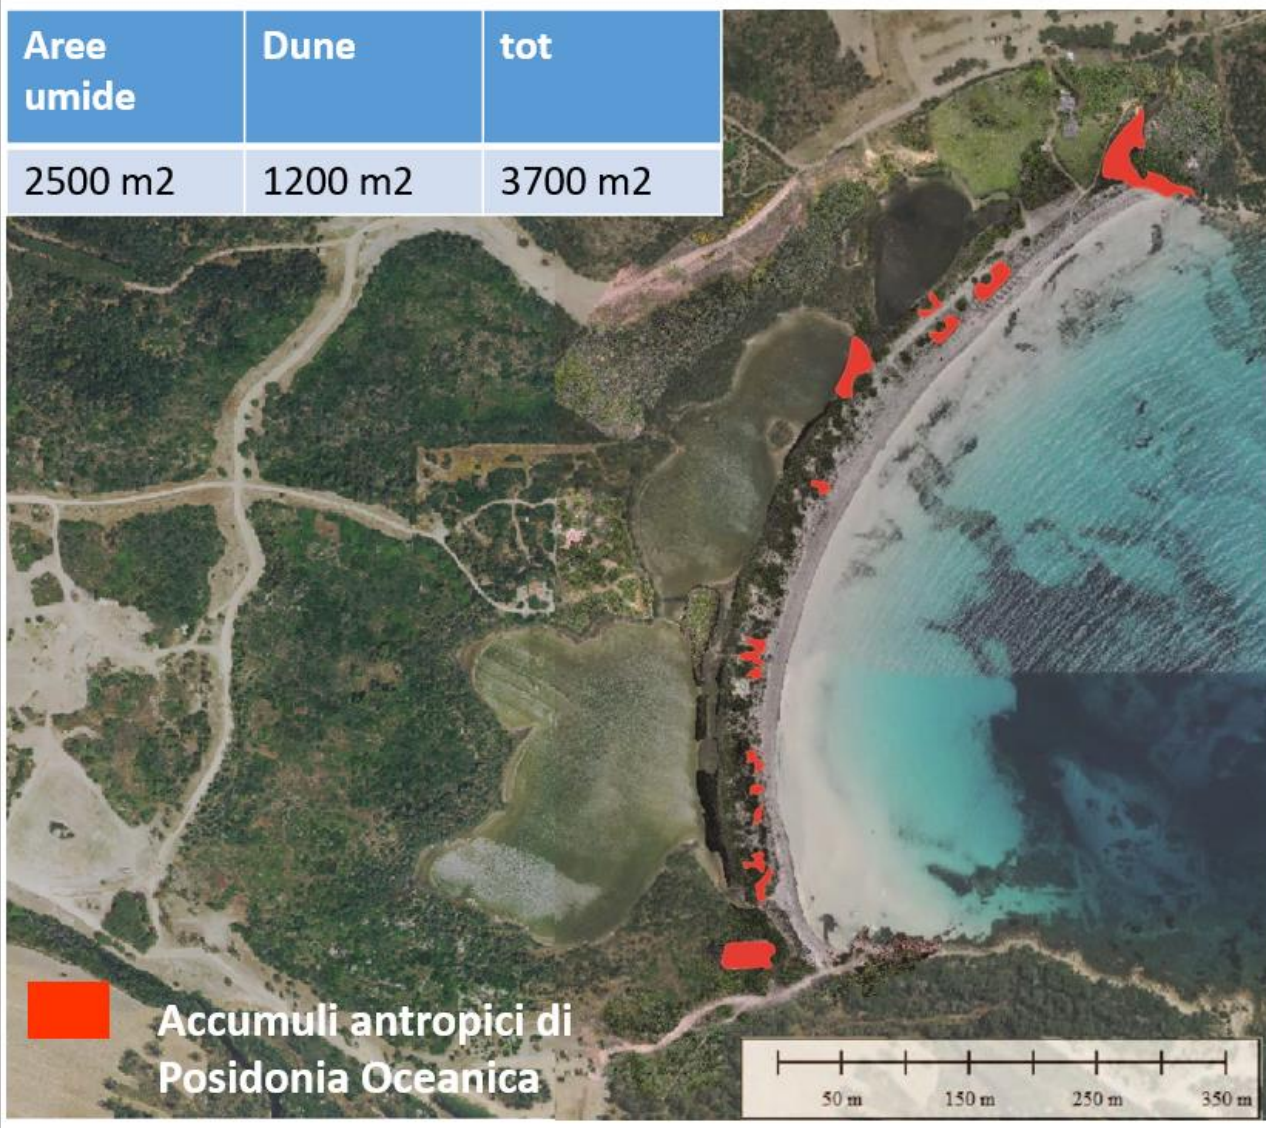 Aree
umide
Dune
tot
2500 m2
1200 m2
3700 m2
Accumuli antropici di
Posidonia Oceanica
50 m
150 m
250 m
350 m